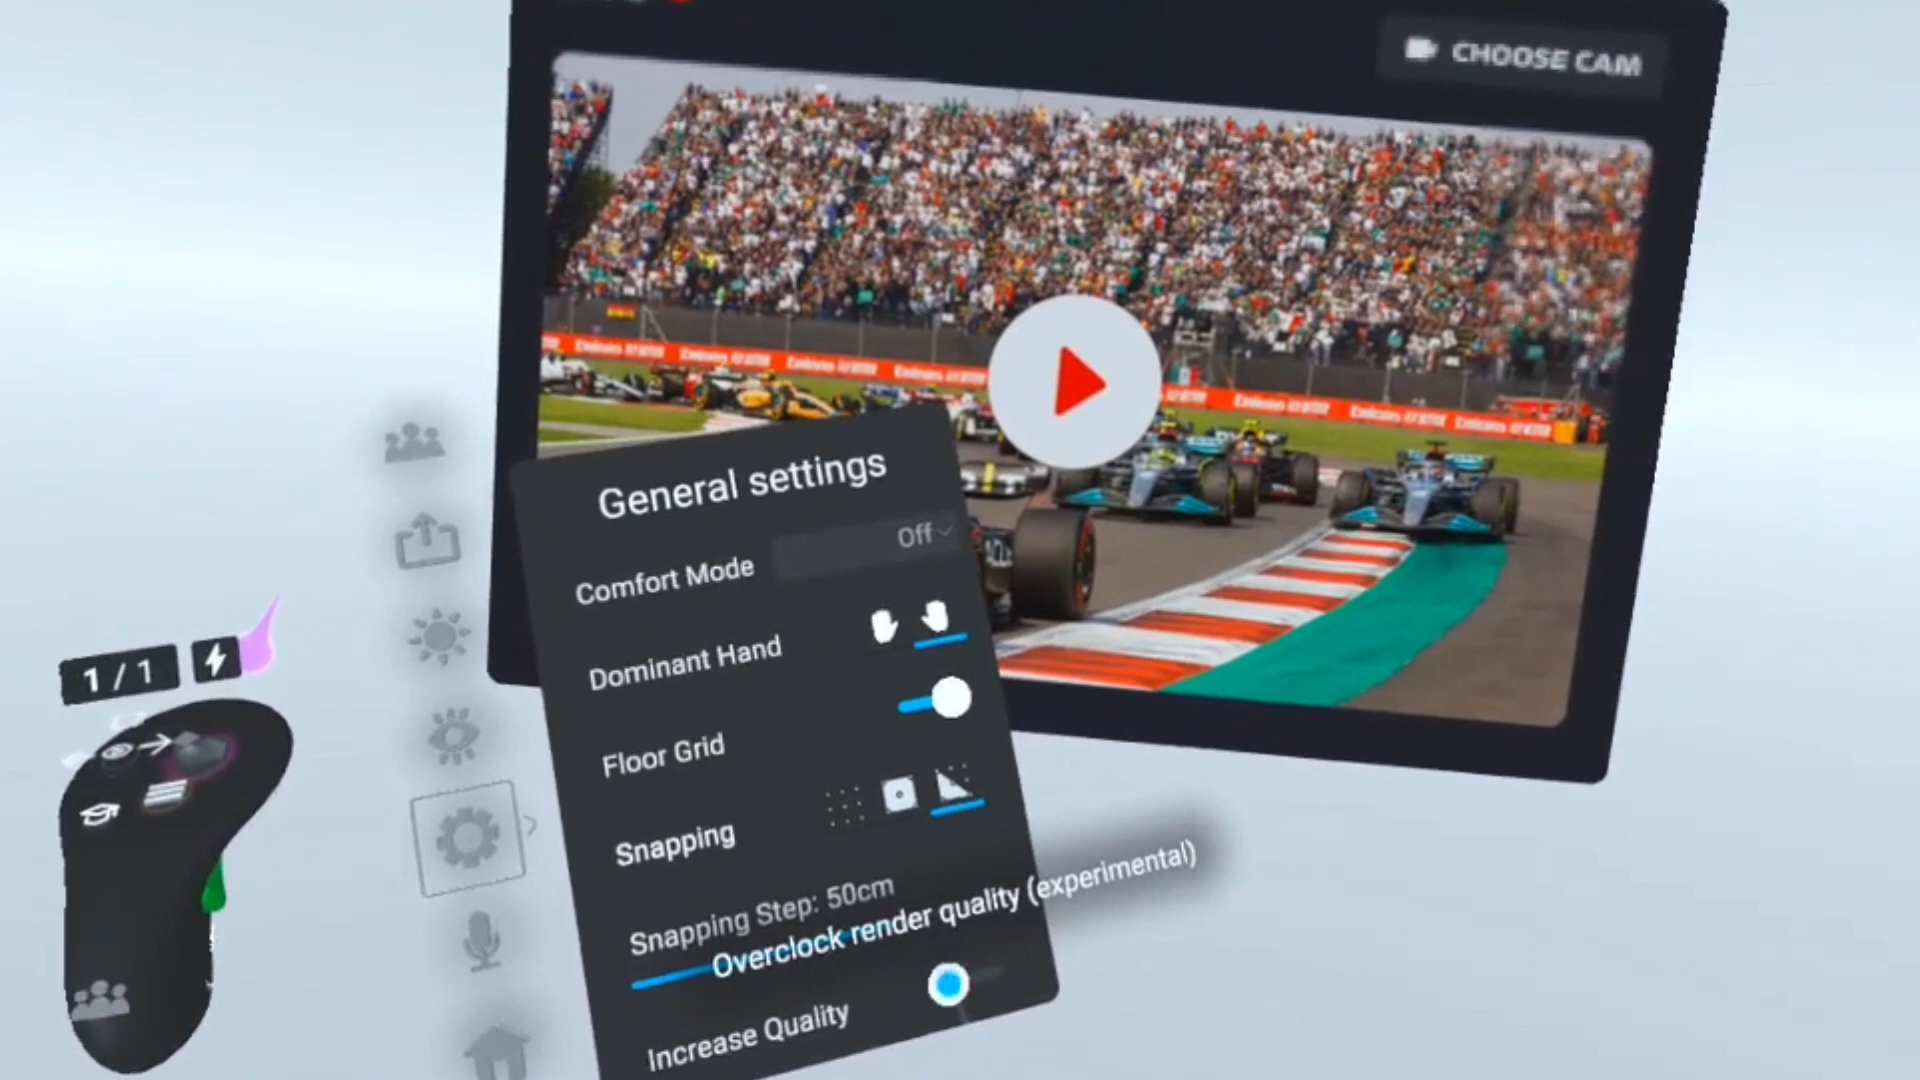 CHOOSE CAM
General settings
Comfort Mode
Off
Dominant Hand
1 / 1
Floor Grid
Snapping
Snapping Step: 50cm
Overclock render quality (experimental)
Increase Quality